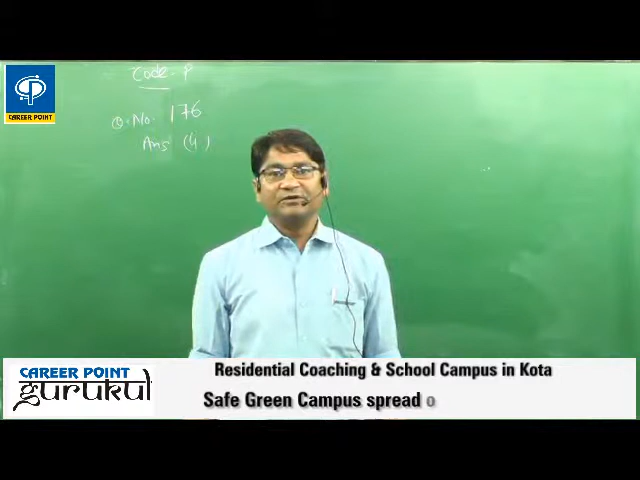 Code - P
CP
CAREER POINT
Q.No. 176
Ans (4)
CAREER POINT
gurukul
Residential Coaching & School Campus in Kota
Safe Green Campus spread o